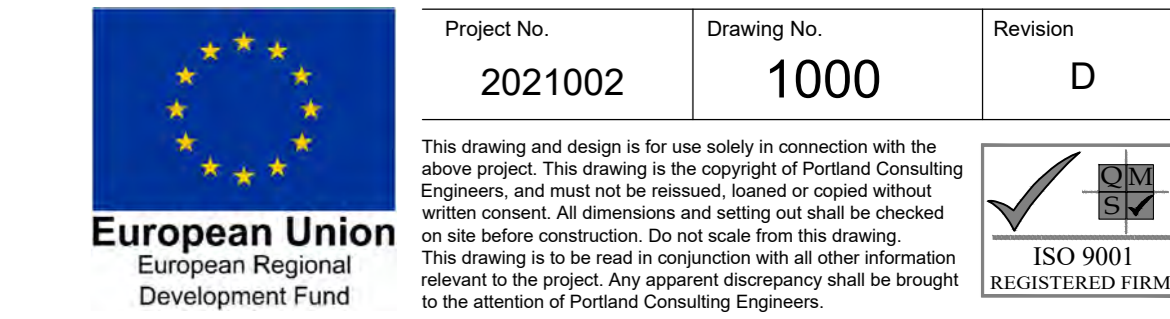 Project No.
Drawing No.
Revision
2021002
1000
D
This drawing and design is for use solely in connection with the
above project. This drawing is the copyright of Portland Consulting
Engineers, and must not be reissued, loaned or copied without
written consent. All dimensions and setting out shall be checked
on site before construction. Do not scale from this drawing.
This drawing is to be read in conjunction with all other information
relevant to the project. Any apparent discrepancy shall be brought
to the attention of Portland Consulting Engineers.
European Union
European Regional
Development Fund
QM
S
ISO 9001
REGISTERED FIRM